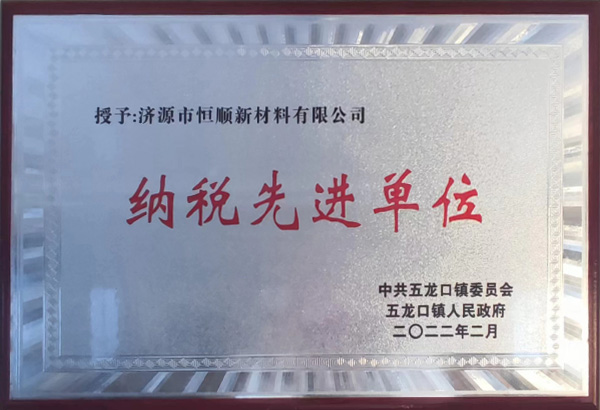 授予:济源市恒顺新材料有限公司
纳税先进单位
中共五龙口镇委员会
五龙口镇人民政府
二〇二二年二月